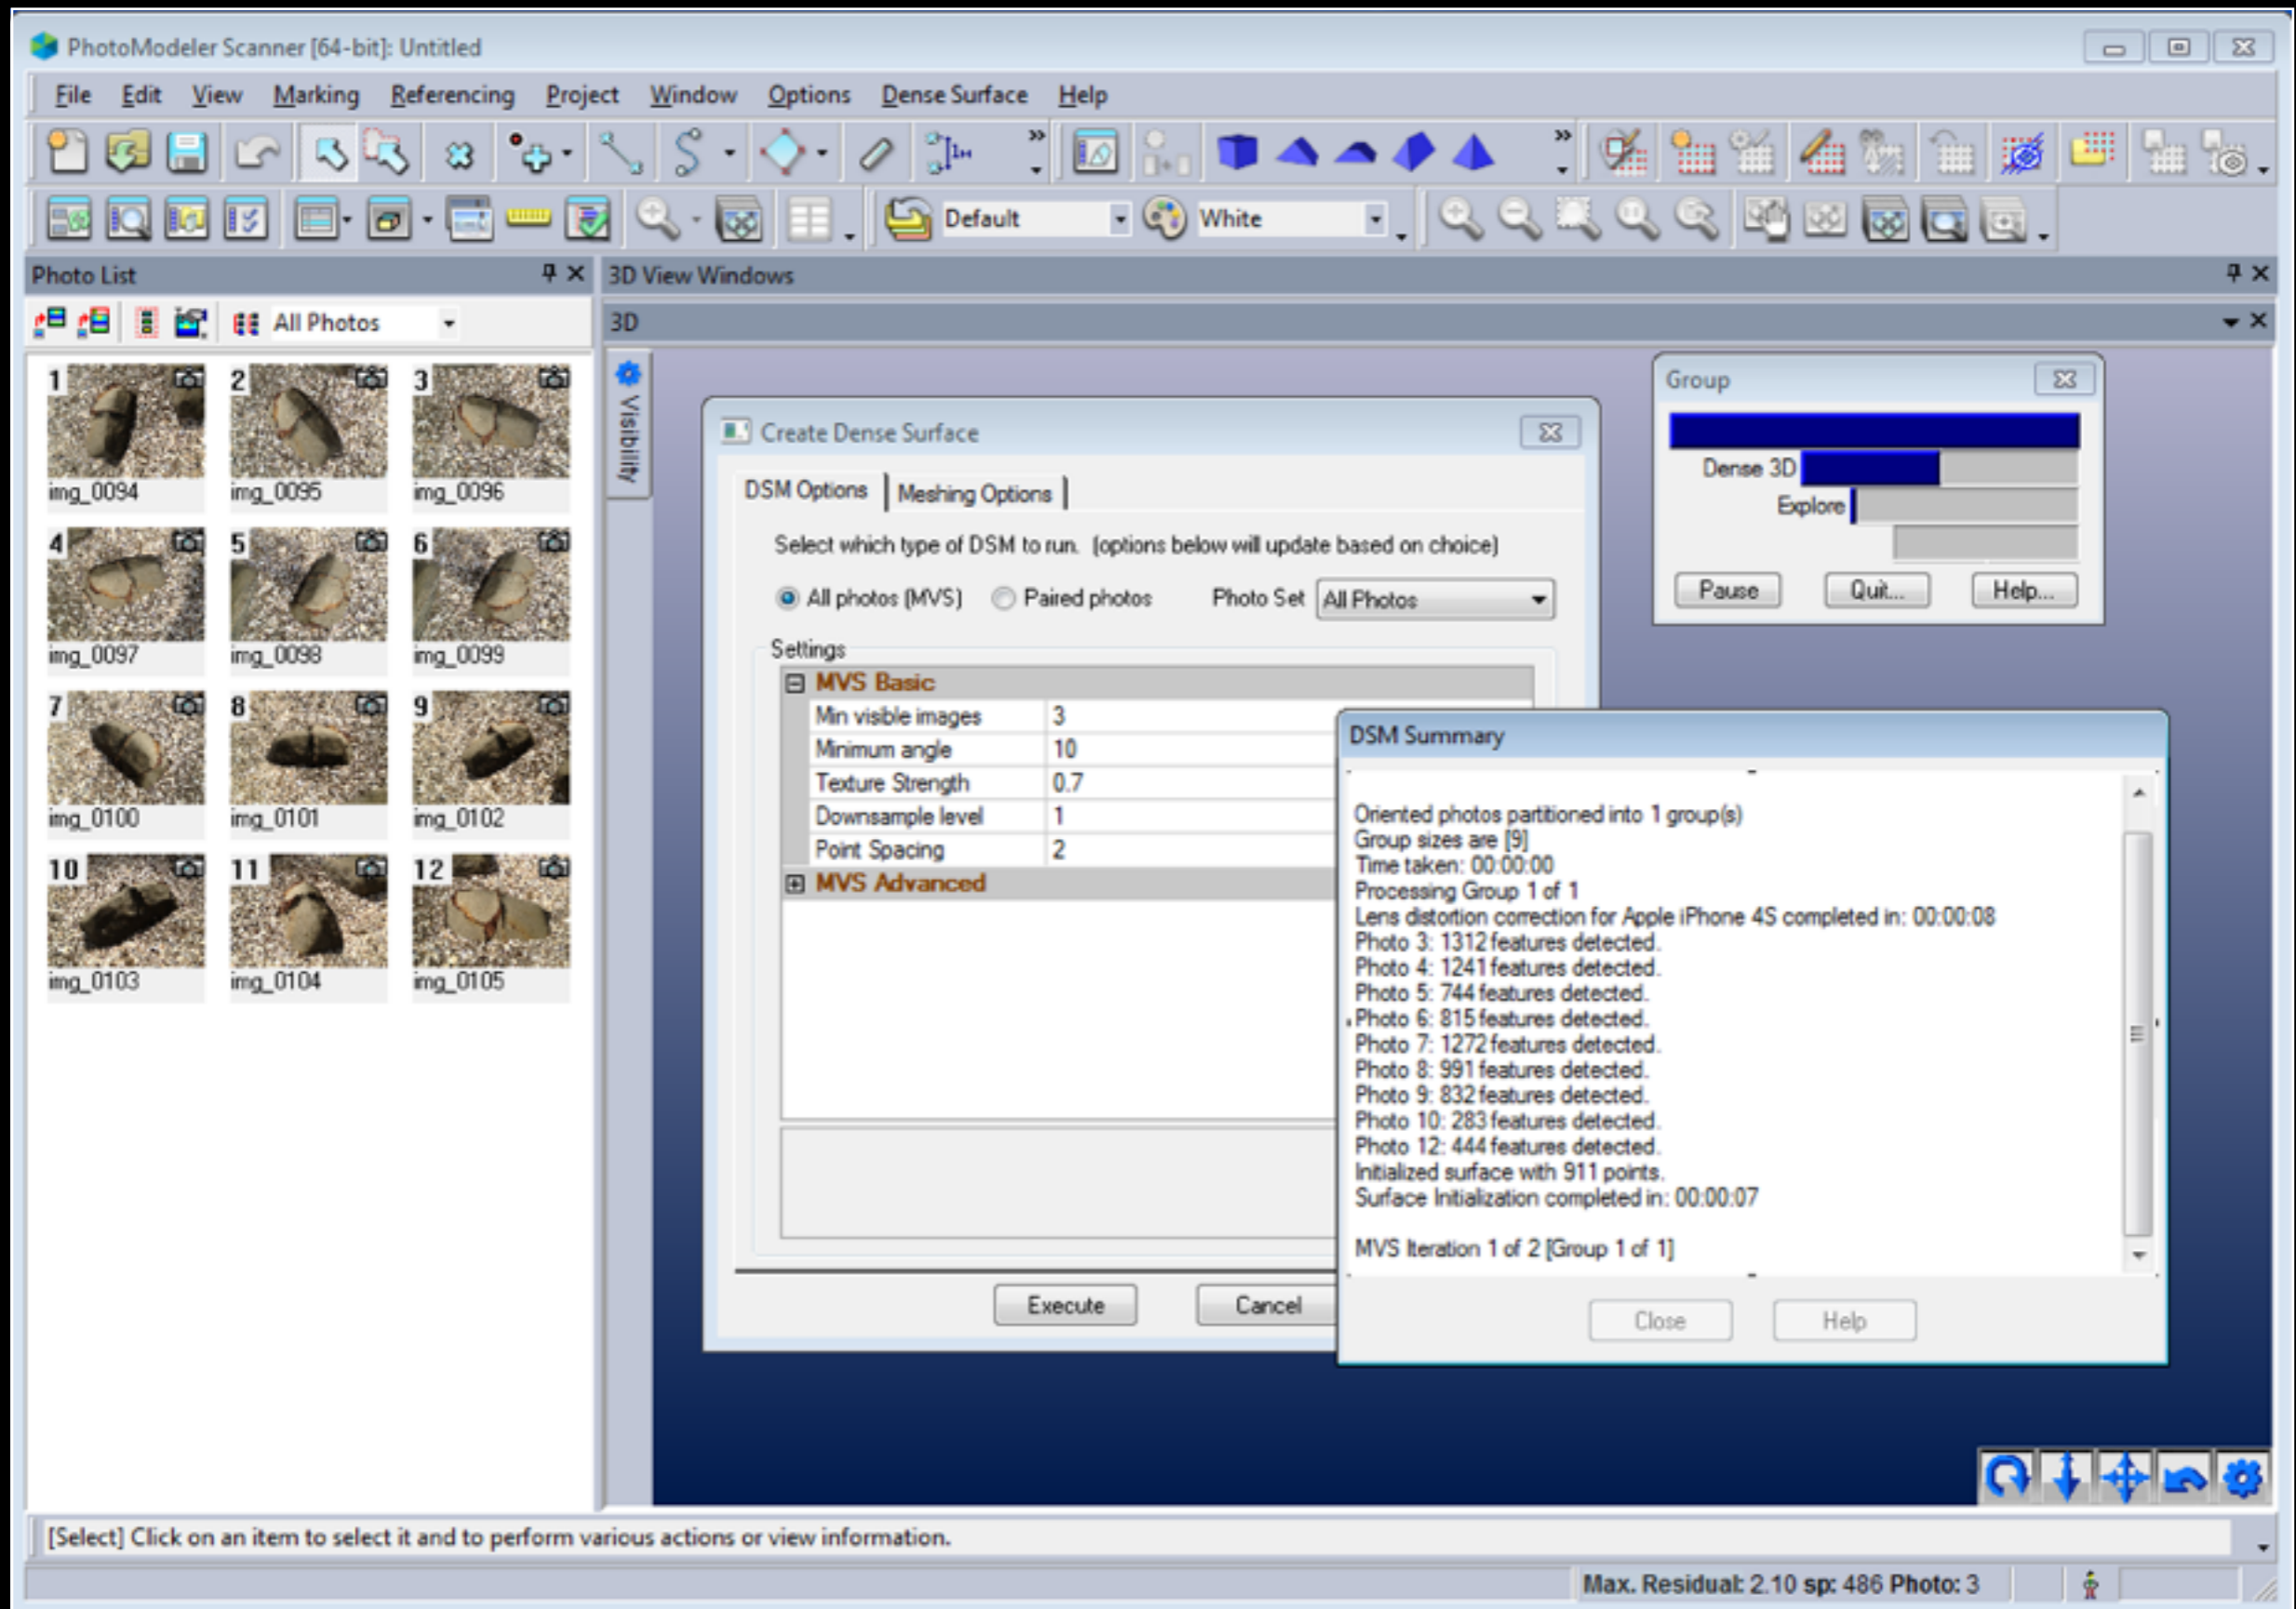 PhotoModeler Scanner [64-bit]: Untitled
File Edit View Marking Referencing Project Window Options Dense Surface Help
Default White
Photo List
3D View Windows
All Photos
3D
Visibility
1 2 3
img_0094 img_0095 img_0096
4 5 6
img_0097 img_0098 img_0099
7 8 9
img_0100 img_0101 img_0102
10 11 12
img_0103 img_0104 img_0105
Create Dense Surface
DSM Options Meshing Options
Select which type of DSM to run. (options below will update based on choice)
All photos (MVS) Paired photos Photo Set All Photos
Settings
MVS Basic
Min visible images 3
Minimum angle 10
Texture Strength 0.7
Downsample level 1
Point Spacing 2
MVS Advanced
Execute Cancel
Group
Dense 3D
Explore
Pause Quit... Help...
DSM Summary
Oriented photos partitioned into 1 group(s)
Group sizes are [9]
Time taken: 00:00:00
Processing Group 1 of 1
Lens distortion correction for Apple iPhone 4S completed in: 00:00:08
Photo 3: 1312 features detected.
Photo 4: 1241 features detected.
Photo 5: 744 features detected.
Photo 6: 815 features detected.
Photo 7: 1272 features detected.
Photo 8: 991 features detected.
Photo 9: 832 features detected.
Photo 10: 283 features detected.
Photo 12: 444 features detected.
Initialized surface with 911 points.
Surface Initialization completed in: 00:00:07
MVS Iteration 1 of 2 [Group 1 of 1]
Close Help
[Select] Click on an item to select it and to perform various actions or view information.
Max. Residual: 2.10 sp: 486 Photo: 3